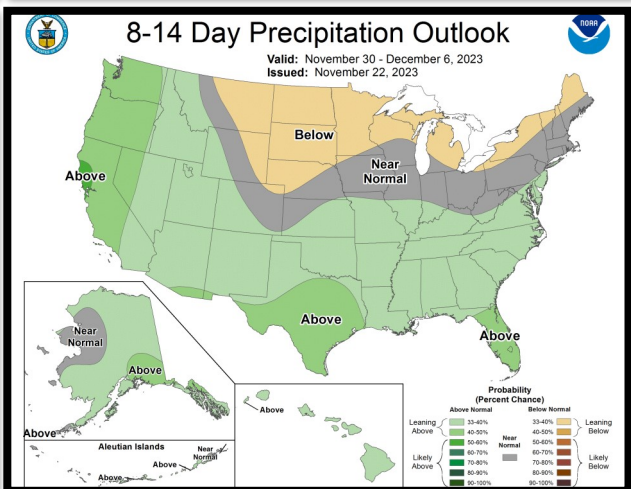 8-14 Day Precipitation Outlook
Valid: November 30 - December 6, 2023
Issued: November 22, 2023
NOAA
Below
Near
Normal
Above
Above
Above
Near
Normal
Above
Above
Aleutian Islands
Near
Normal
Above
Above
Above
Probability
(Percent Chance)
Above Normal Below Normal
Leaning
Above
33-40%
40-50%
Likely
Above
50-60%
60-70%
70-80%
80-90%
90-100%
Near
Normal
33-40%
40-50%
Leaning
Below
50-60%
60-70%
70-80%
80-90%
90-100%
Likely
Below